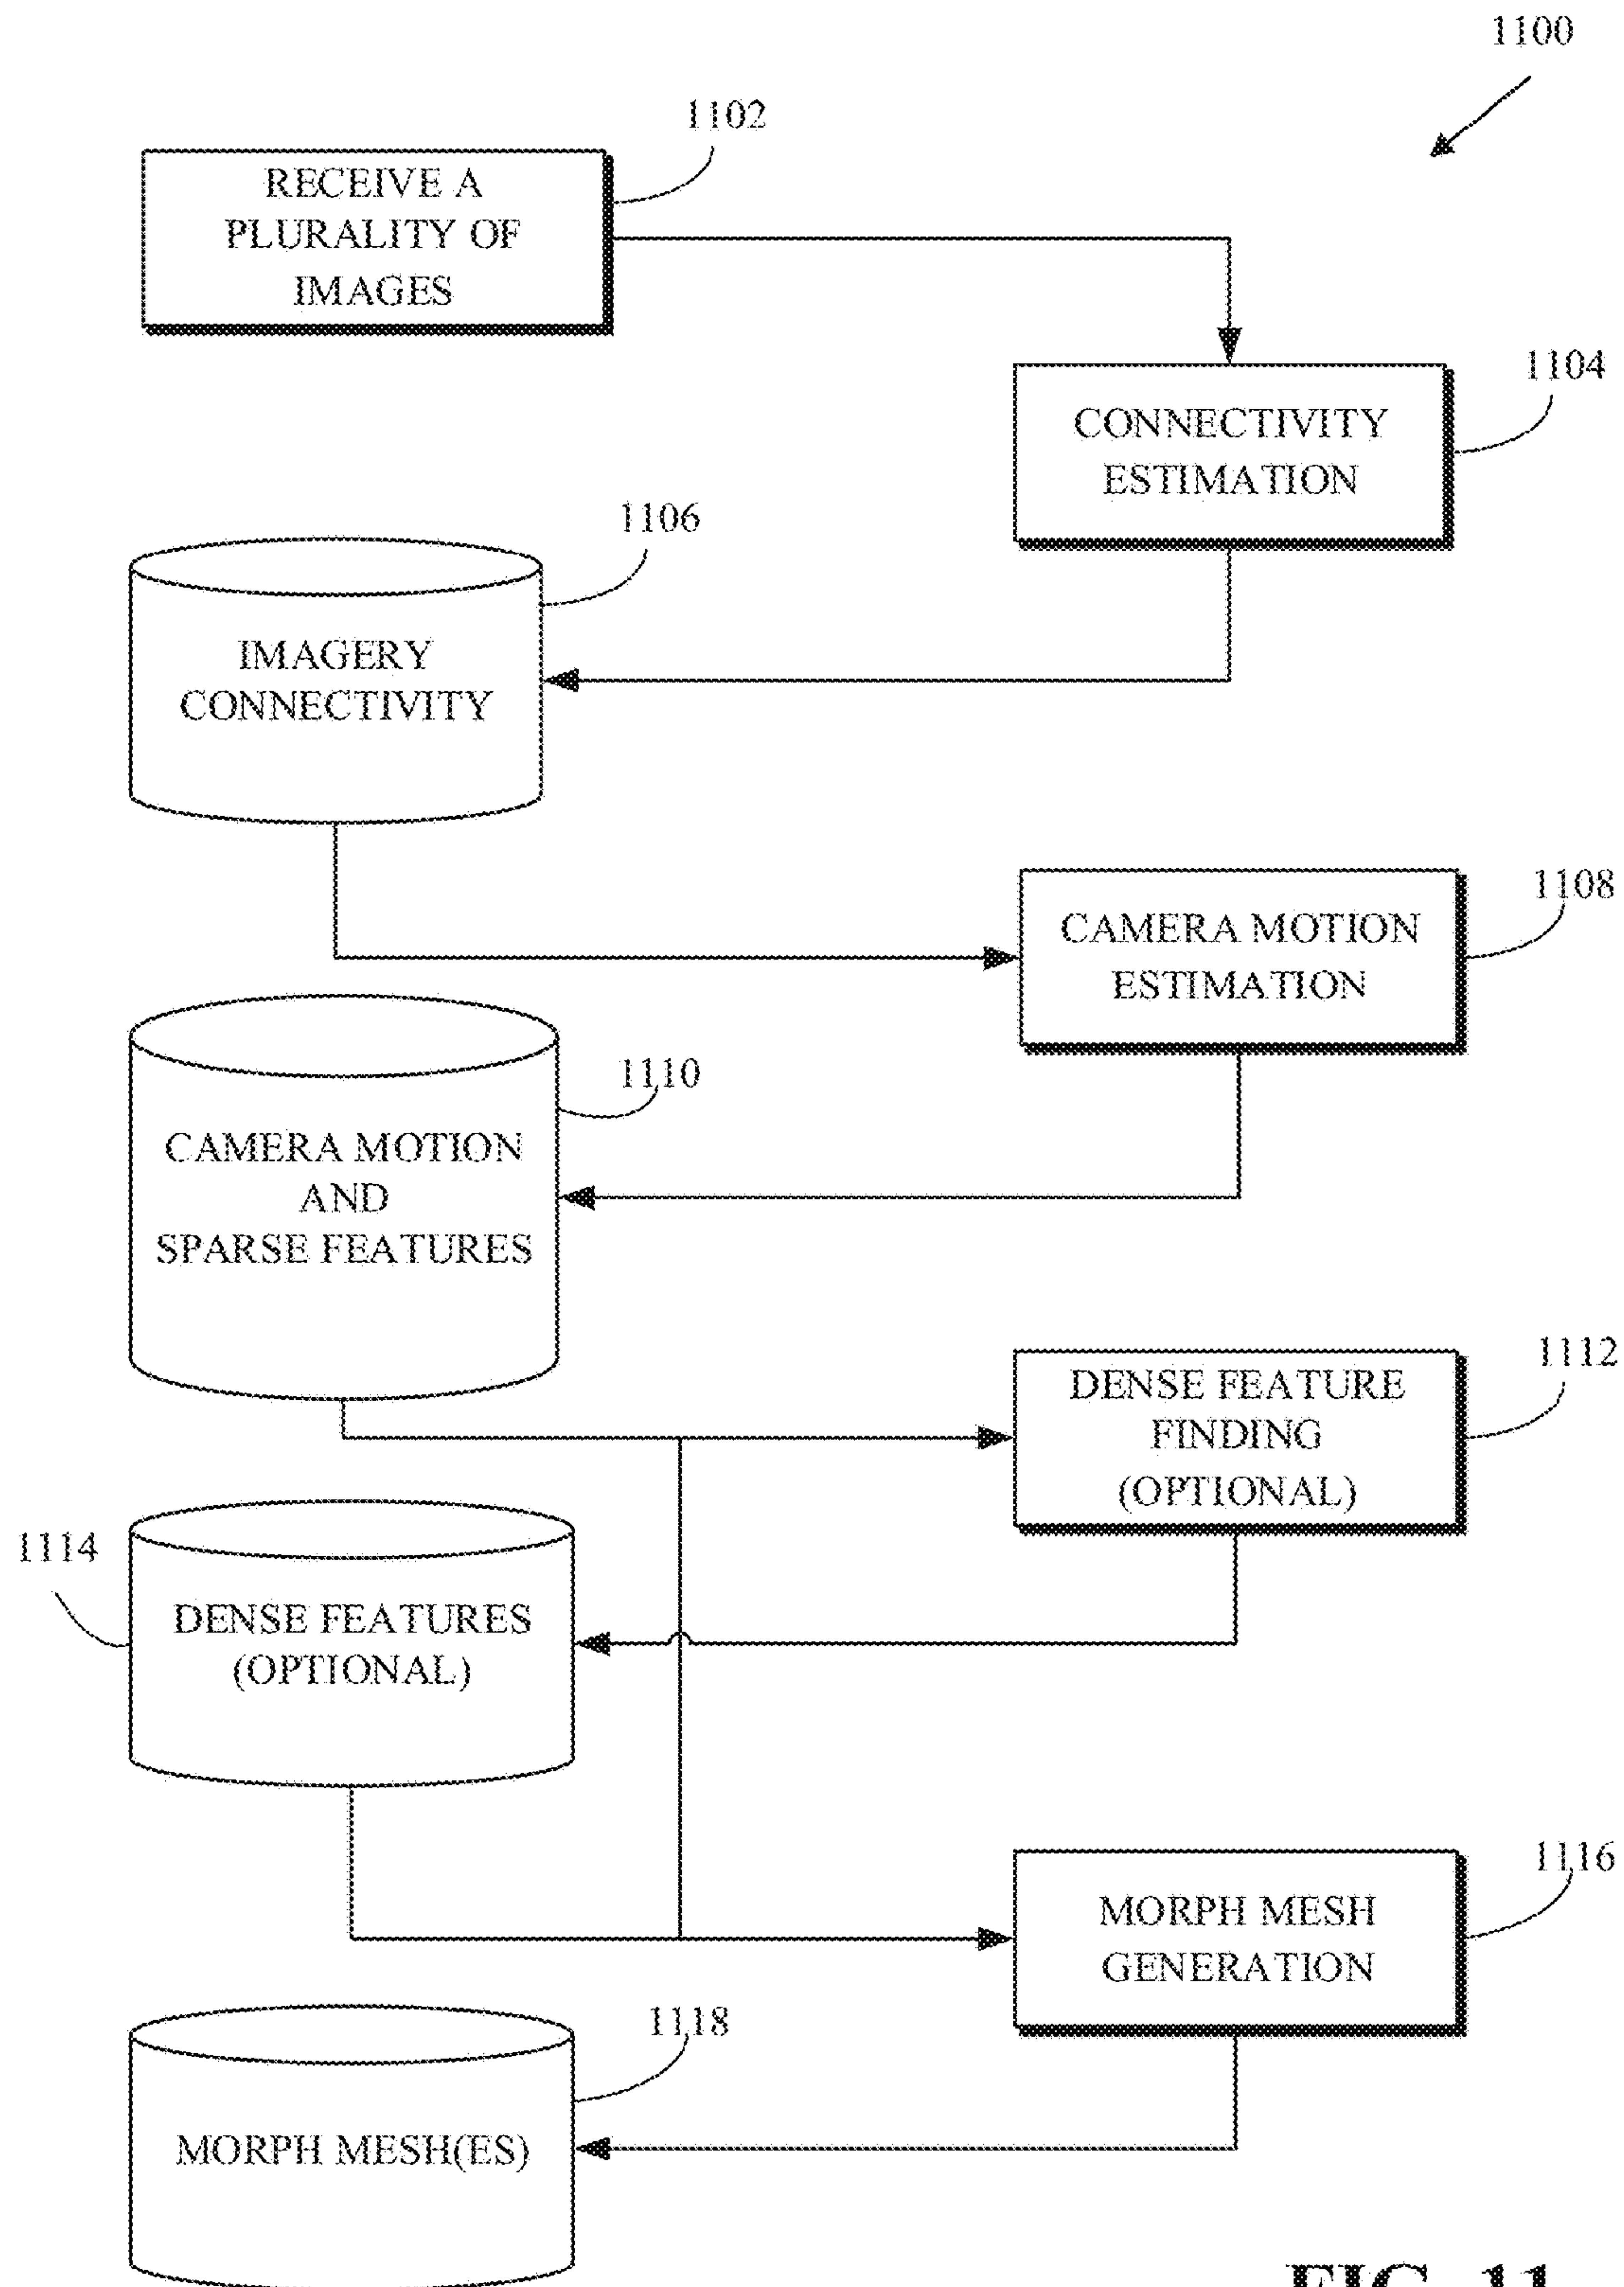 1100
1102
RECEIVE A
PLURALITY OF
IMAGES
1104
CONNECTIVITY
ESTIMATION
1106
IMAGERY
CONNECTIVITY
1108
CAMERA MOTION
ESTIMATION
1110
CAMERA MOTION
AND
SPARSE FEATURES
1112
DENSE FEATURE
FINDING
(OPTIONAL)
1114
DENSE FEATURES
(OPTIONAL)
1116
MORPH MESH
GENERATION
1118
MORPH MESH(ES)
FIG. 11